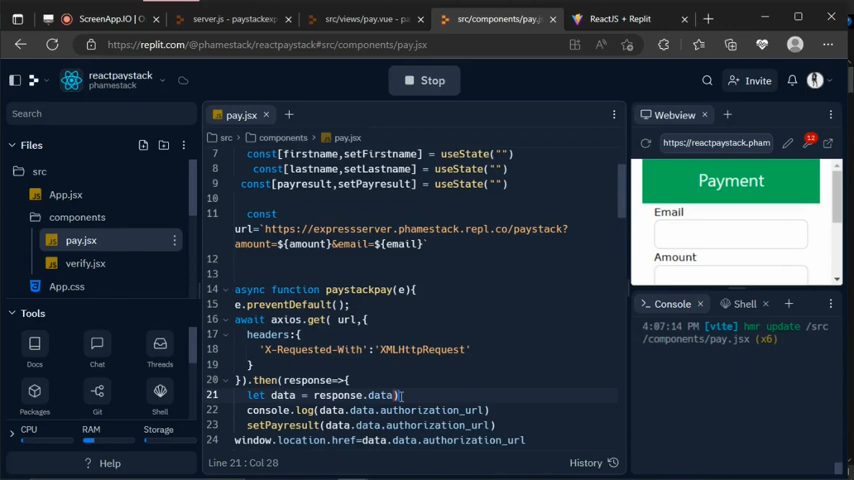 ScreenApp.IO |
server.js - paystackexp
src/views/pay.vue - pa
src/components/pay.js
ReactJS + Replit
https://replit.com/@phamestack/reactpaystack#src/components/pay.jsx
reactpaystack
phamestack
Stop
Invite
Search
pay.jsx
Webview
Files
src
components
pay.jsx
https://reactpaystack.pham
12
src
App.jsx
components
pay.jsx
verify.jsx
App.css
Tools
Docs
Chat
Threads
Packages
Git
Storage
CPU
RAM
Storage
Help
7 const[firstname,setFirstname] = useState("")
8 const[lastname,setLastname] = useState("")
9 const[payresult,setPayresult] = useState("")
10
11 const
url=`https://expressserver.phamestack.repl.co/paystack?
amount=${amount}&email=${email}`
12
13
14 async function paystackpay(e){
15 e.preventDefault();
16 await axios.get( url,{
17 headers:{
18 'X-Requested-With':'XMLHttpRequest'
19 }
20 }).then(response=>{
21 let data = response.data)
22 console.log(data.data.authorization_url)
23 setPayresult(data.data.authorization_url)
24 window.location.href=data.data.authorization_url
Line 21 : Col 28
History
Payment
Email
Amount
Console
Shell
4:07:14 PM [vite] hmr update /src
/components/pay.jsx (x6)